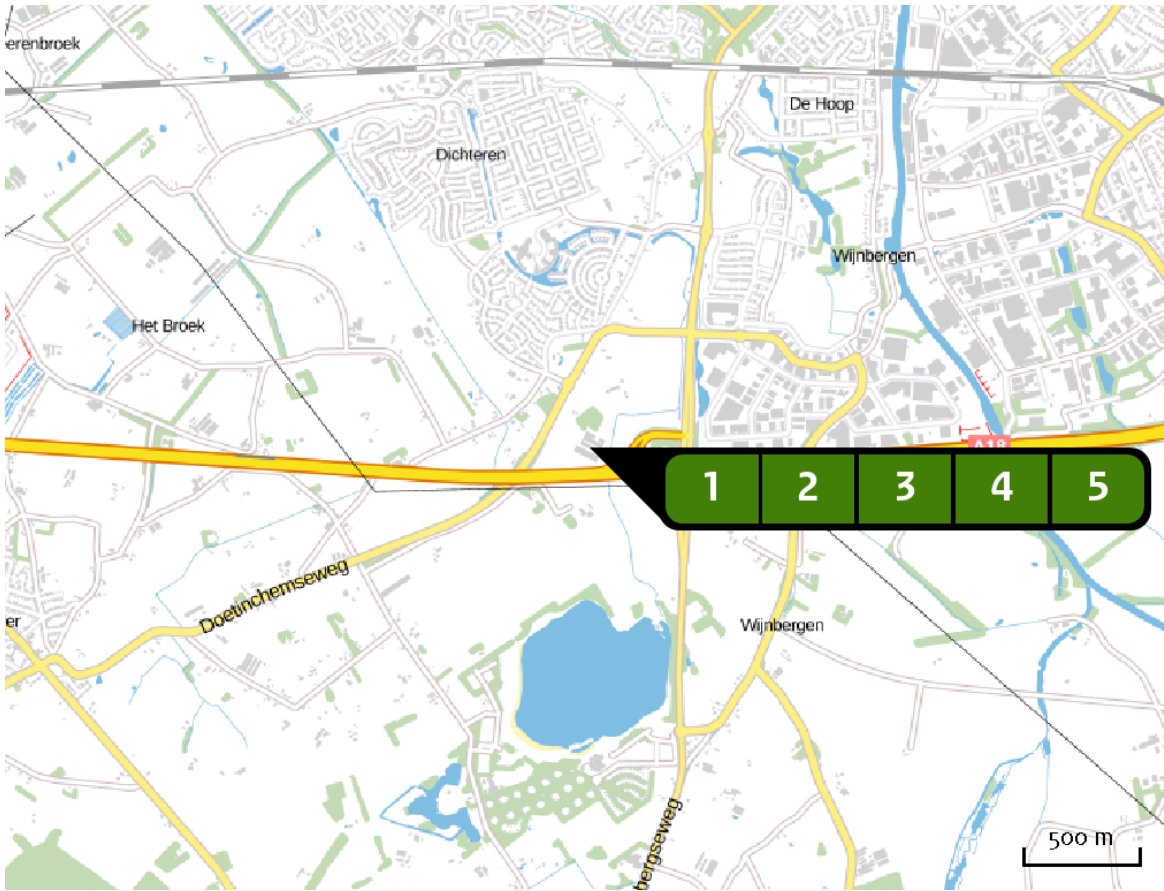 erenbroek
De Hoop
Dichteren
Wijnbergen
Het Broek
A18
1 2 3 4 5
Doetinchemseweg
er
Wijnbergen
bergseweg
500 m